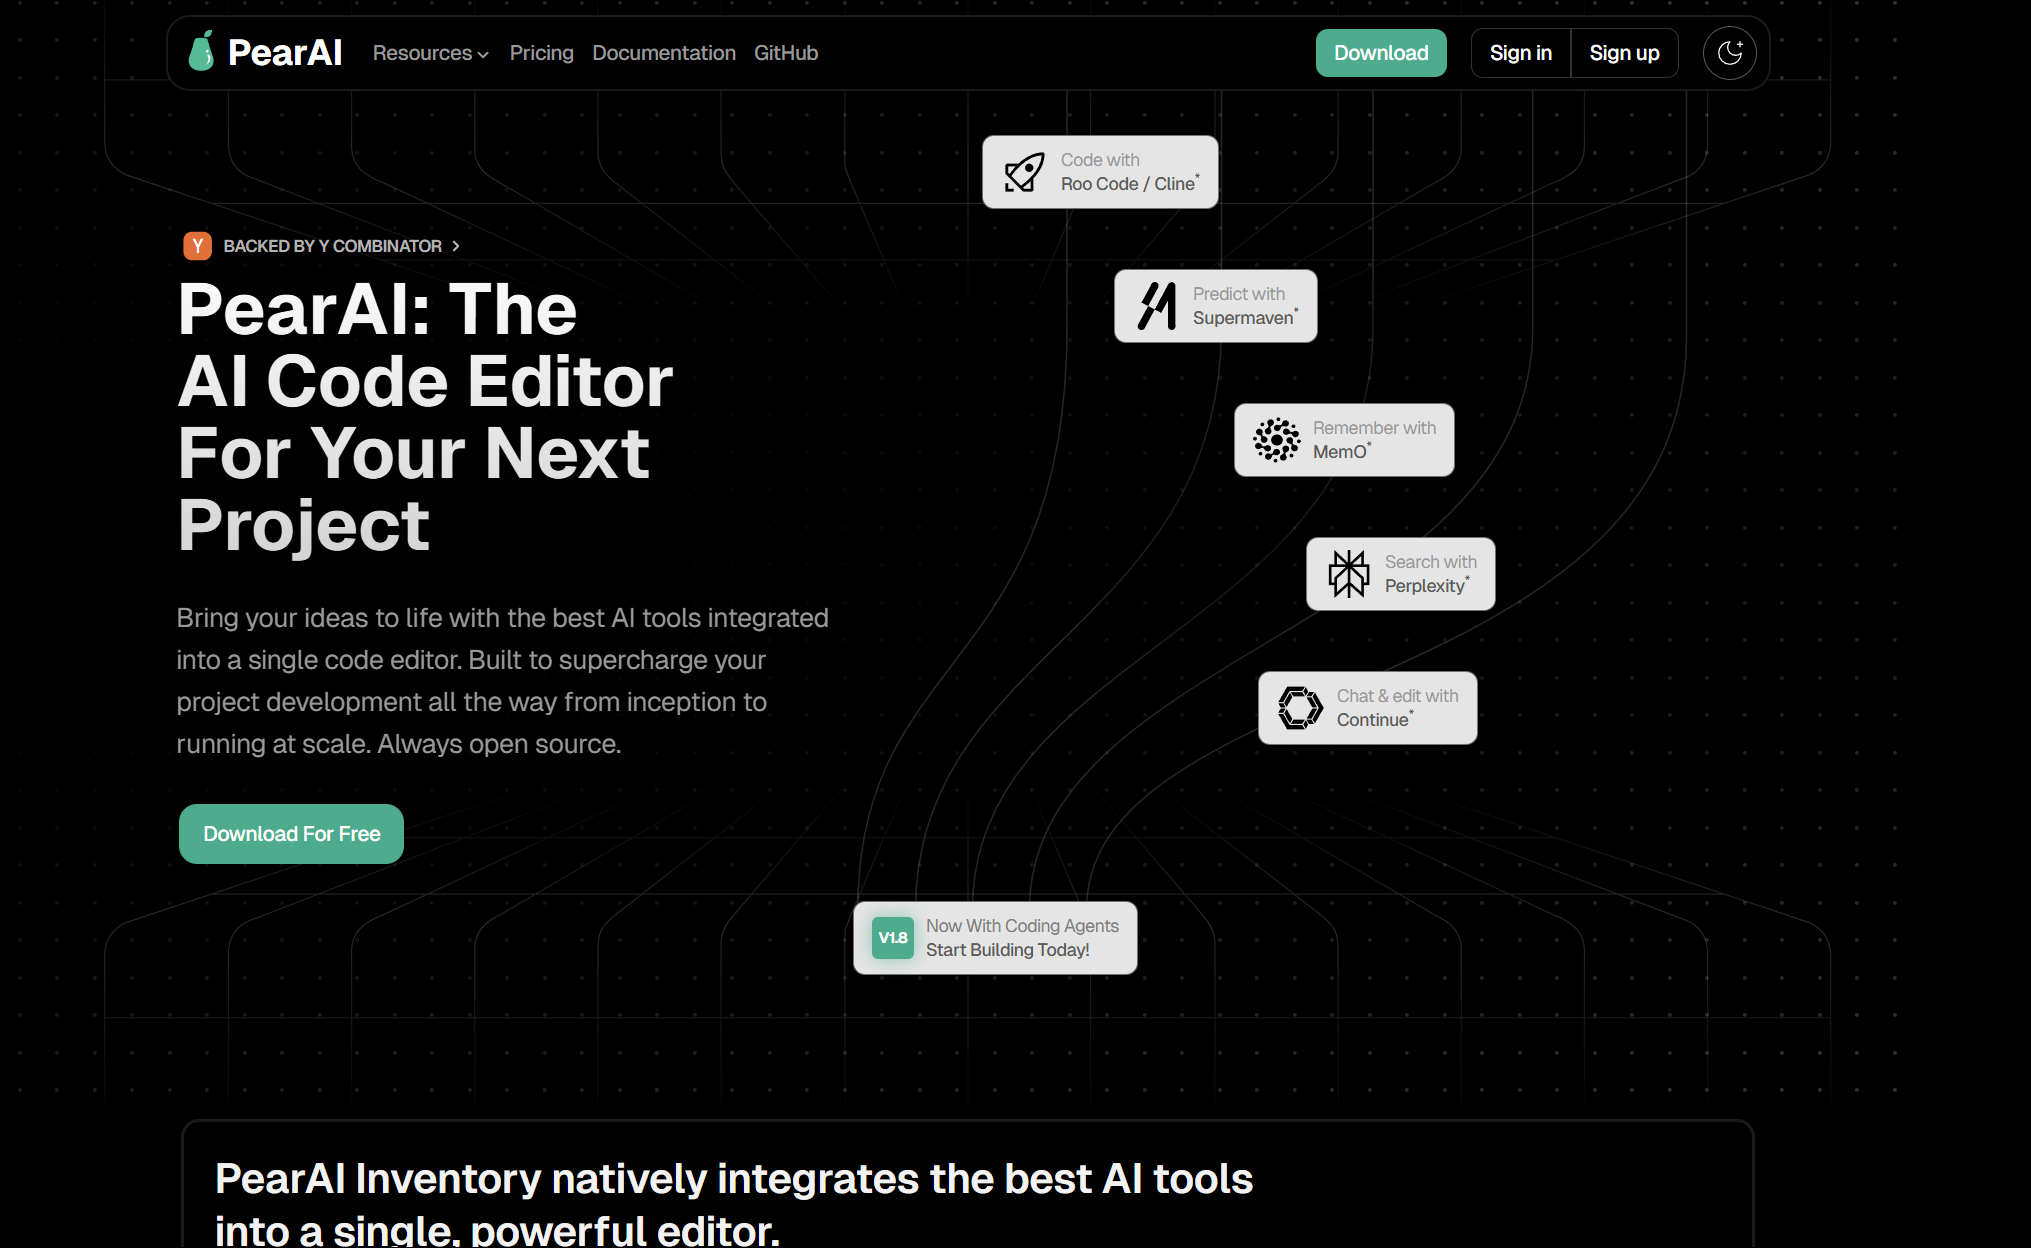 PearAI
Resources
Pricing
Documentation
GitHub
Download
Sign in
Sign up
Code with
Roo Code / Cline*
Predict with
Supermaven*
Y BACKED BY Y COMBINATOR
PearAI: The
AI Code Editor
For Your Next
Project
Remember with
MemO*
Search with
Perplexity*
Bring your ideas to life with the best AI tools integrated
into a single code editor. Built to supercharge your
project development all the way from inception to
running at scale. Always open source.
Chat & edit with
Continue*
Download For Free
V1.8
Now With Coding Agents
Start Building Today!
PearAI Inventory natively integrates the best AI tools
into a single, powerful editor.